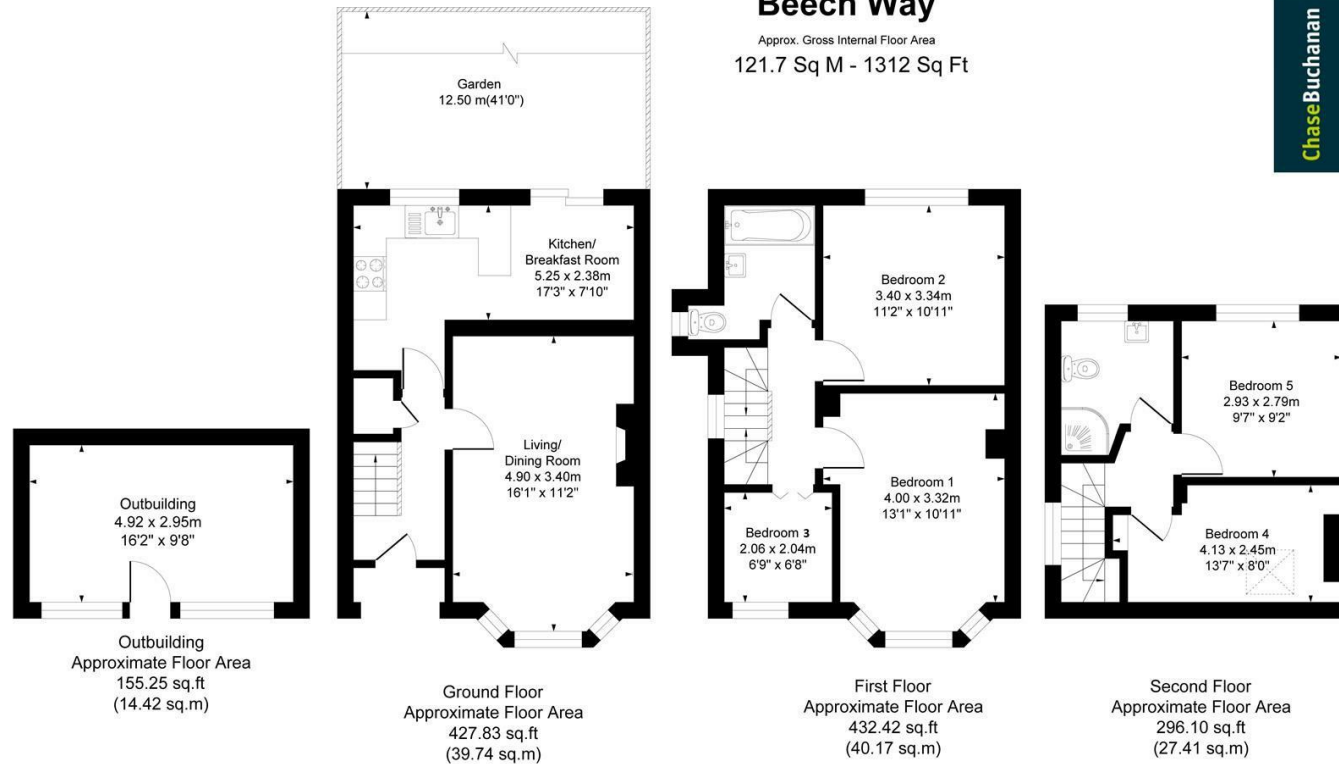 Beech Way
Approx. Gross Internal Floor Area
121.7 Sq M - 1312 Sq Ft
ChaseBuchanan
Garden
12.50 m(41'0")
Kitchen/
Breakfast Room
5.25 x 2.38m
17'3" x 7'10"
Living/
Dining Room
4.90 x 3.40m
16'1" x 11'2"
Bedroom 2
3.40 x 3.34m
11'2" x 10'11"
Bedroom 1
4.00 x 3.32m
13'1" x 10'11"
Bedroom 3
2.06 x 2.04m
6'9" x 6'8"
Bedroom 5
2.93 x 2.79m
9'7" x 9'2"
Bedroom 4
4.13 x 2.45m
13'7" x 8'0"
Outbuilding
4.92 x 2.95m
16'2" x 9'8"
Outbuilding
Approximate Floor Area
155.25 sq.ft
(14.42 sq.m)
Ground Floor
Approximate Floor Area
427.83 sq.ft
(39.74 sq.m)
First Floor
Approximate Floor Area
432.42 sq.ft
(40.17 sq.m)
Second Floor
Approximate Floor Area
296.10 sq.ft
(27.41 sq.m)